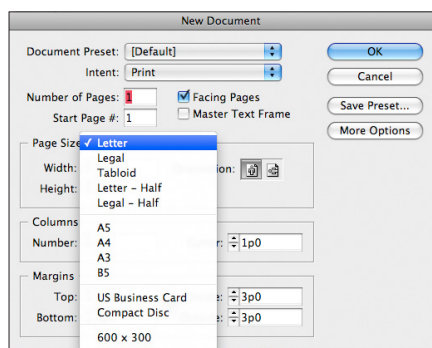 New Document
Document Preset: [Default]
OK
Intent: Print
Cancel
Number of Pages: 1
Facing Pages
Save Preset...
Start Page #: 1
Master Text Frame
More Options
Page Siz
✓ Letter
Legal
Width:
on:
Tabloid
Height:
Letter - Half
Legal - Half
Columns
A5
Number:
A4
r: 1p0
A3
B5
Margins
Top:
US Business Card
e: 3p0
Compact Disc
Bottom:
e: 3p0
600 x 300